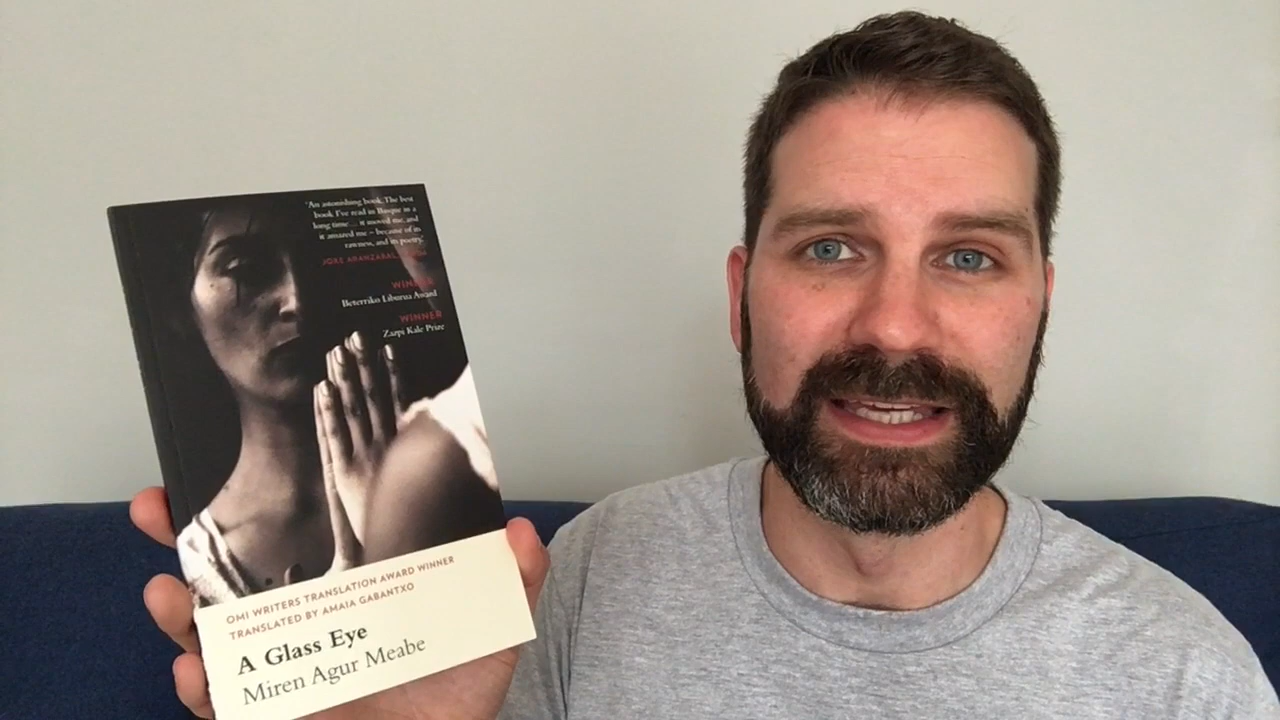 'An astonishing book. The best
book I've read in Basque in a
long time… it moved me, and
it amazed me – because of its
rawness, and its poetry.'
WINNER
Beterriko Liburua Award
WINNER
Zazpi Kale Prize
OMI WRITERS TRANSLATION AWARD WINNER
TRANSLATED BY AMAIA GABANTXO
A Glass Eye
Miren Agur Meabe